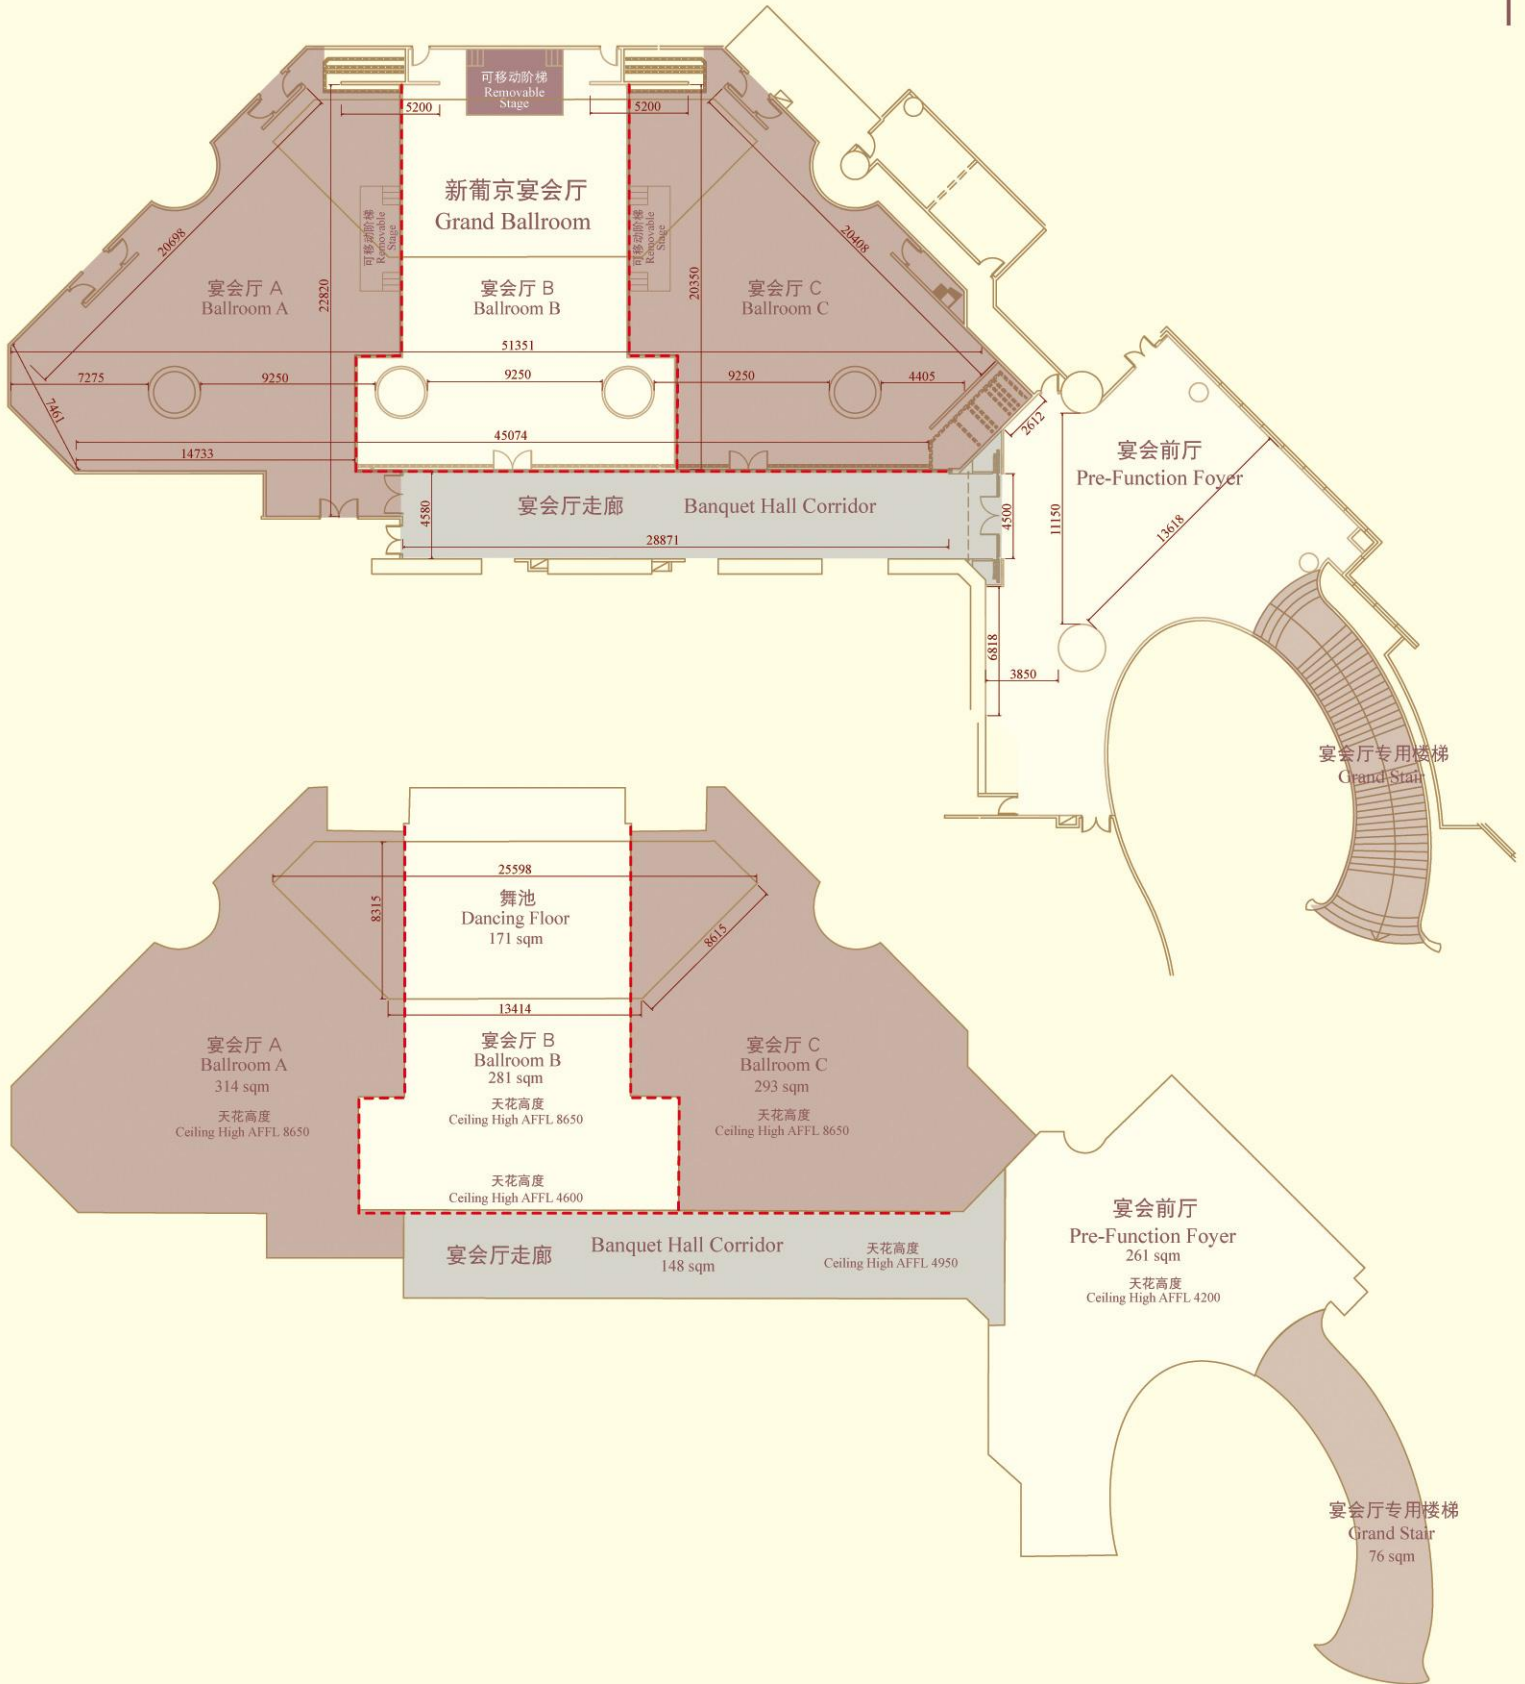 可移动阶梯
Removable
Stage
5200
5200
新葡京宴会厅
Grand Ballroom
可移动阶梯
Removable
Stage
可移动阶梯
Removable
Stage
20698
20408
22820
20350
宴会厅 A
Ballroom A
宴会厅 B
Ballroom B
宴会厅 C
Ballroom C
51351
7275
9250
9250
9250
4405
7461
2612
45074
14733
宴会厅走廊
Banquet Hall Corridor
4580
4500
28871
宴会前厅
Pre-Function Foyer
11150
13618
6818
3850
宴会厅专用楼梯
Grand Stair
25598
8315
舞池
Dancing Floor
171 sqm
8615
13414
宴会厅 A
Ballroom A
314 sqm
天花高度
Ceiling High AFFL 8650
宴会厅 B
Ballroom B
281 sqm
天花高度
Ceiling High AFFL 8650
天花高度
Ceiling High AFFL 4600
宴会厅 C
Ballroom C
293 sqm
天花高度
Ceiling High AFFL 8650
宴会厅走廊
Banquet Hall Corridor
148 sqm
天花高度
Ceiling High AFFL 4950
宴会前厅
Pre-Function Foyer
261 sqm
天花高度
Ceiling High AFFL 4200
宴会厅专用楼梯
Grand Stair
76 sqm